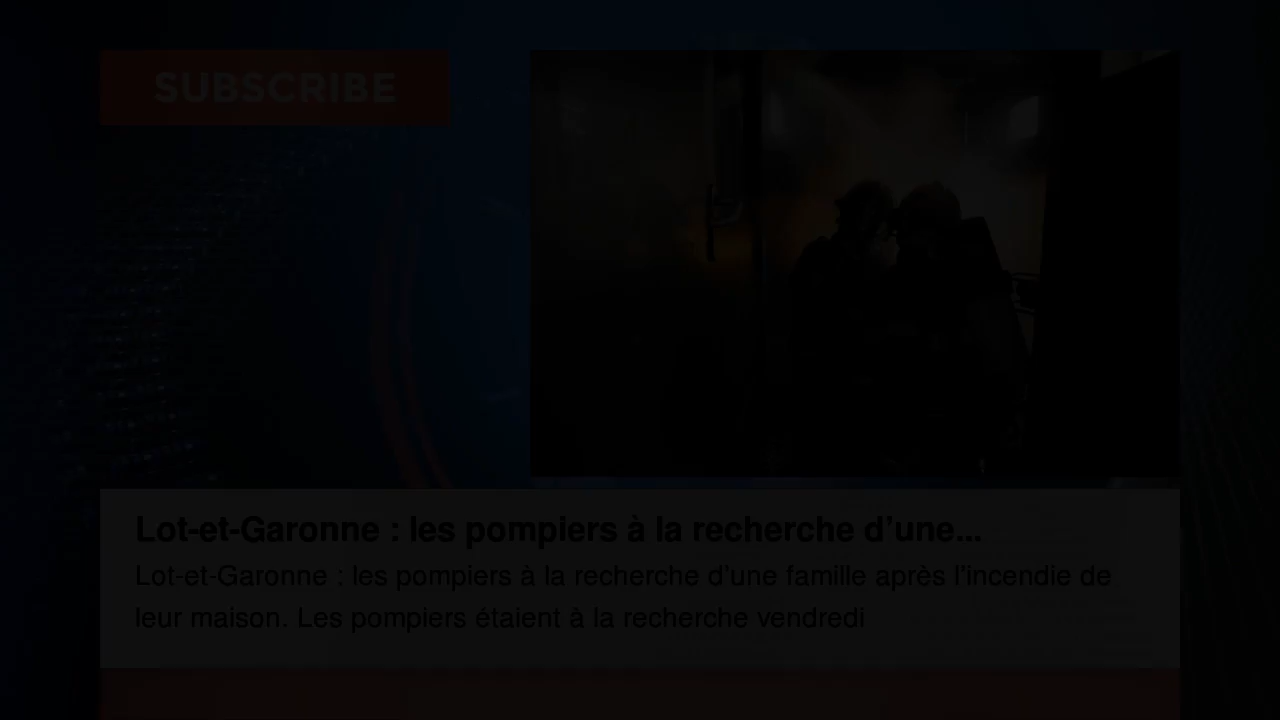 SUBSCRIBE
Lot-et-Garonne : les pompiers à la recherche d’une...
Lot-et-Garonne : les pompiers à la recherche d'une famille après l'incendie de
leur maison. Les pompiers étaient à la recherche vendredi